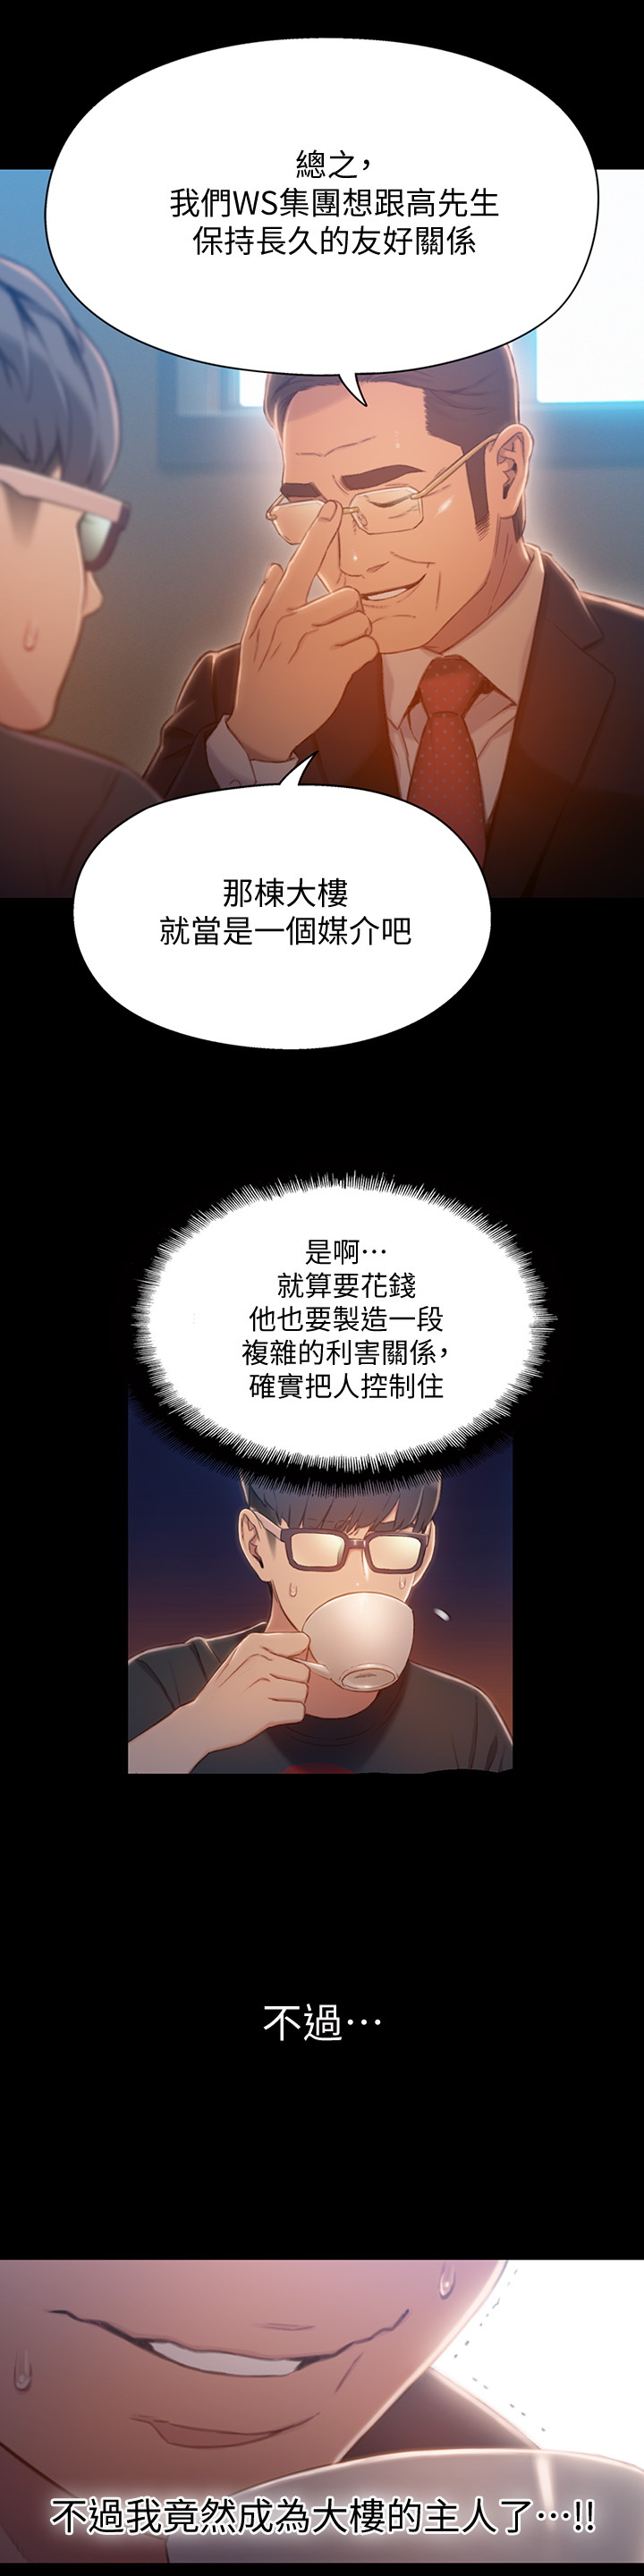 總之，
我們WS集團想跟高先生
保持長久的友好關係
那棟大樓
就當是一個媒介吧
是啊⋯
就算要花錢
他也要製造一段
複雜的利害關係，
確實把人控制住
不過⋯
不過我竟然成為大樓的主人了⋯!!